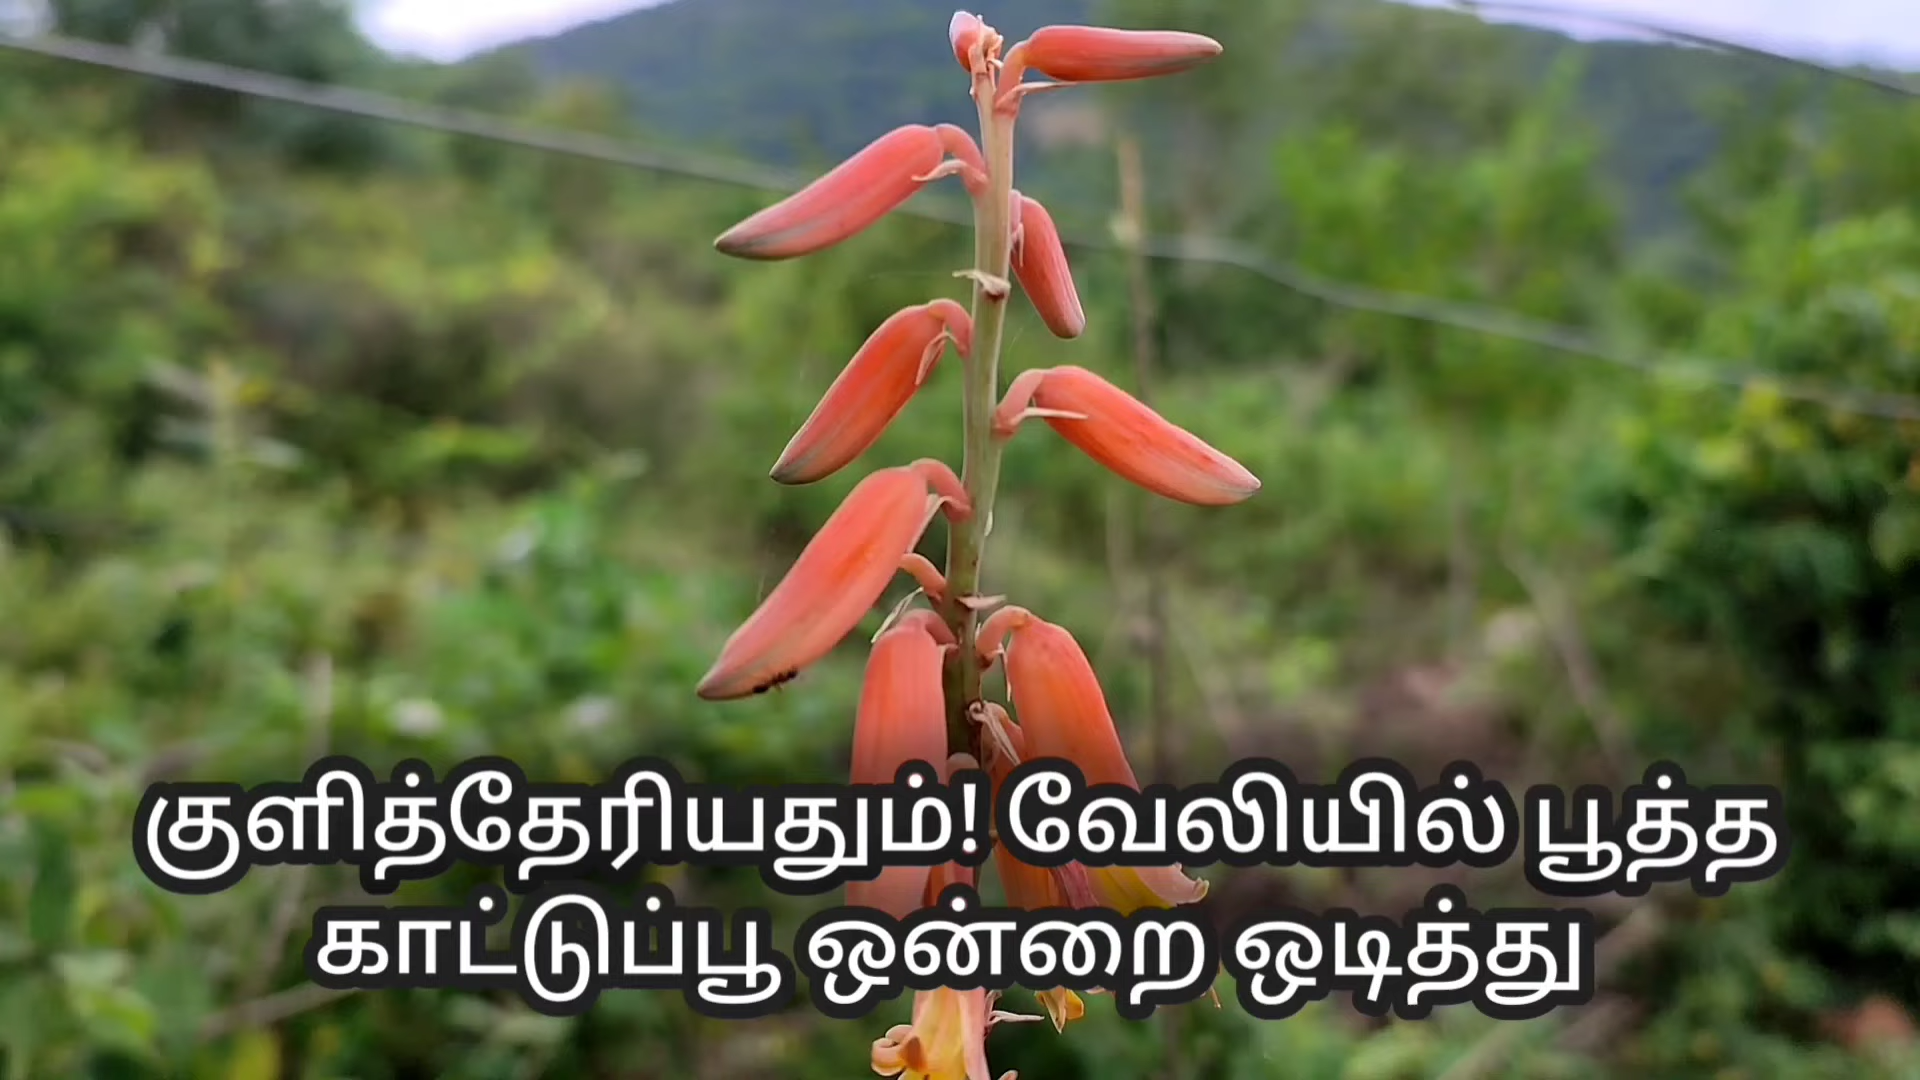 குளித்தேரியதும்! வேலியில் பூத்த
காட்டுப்பூ ஒன்றை ஒடித்து